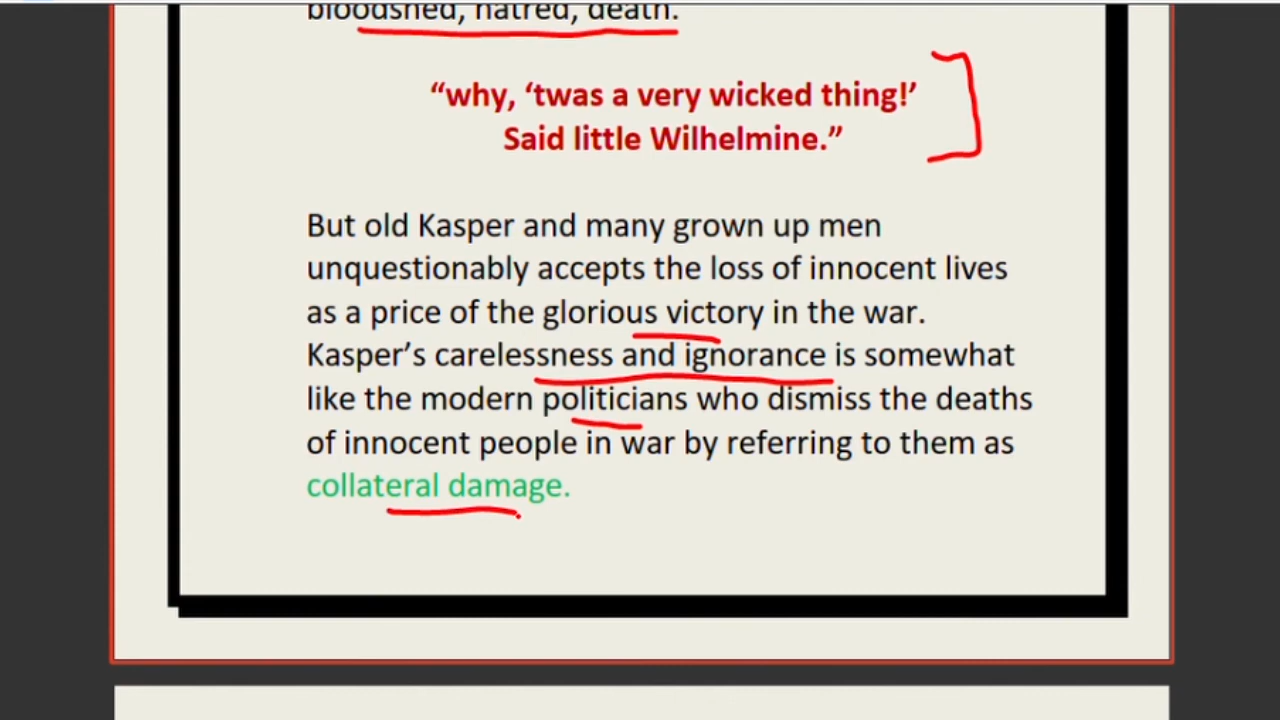 bloodshed, hatred, death.
“why, ‘twas a very wicked thing!’
Said little Wilhelmine.”
But old Kasper and many grown up men
unquestionably accepts the loss of innocent lives
as a price of the glorious victory in the war.
Kasper’s carelessness and ignorance is somewhat
like the modern politicians who dismiss the deaths
of innocent people in war by referring to them as
collateral damage.